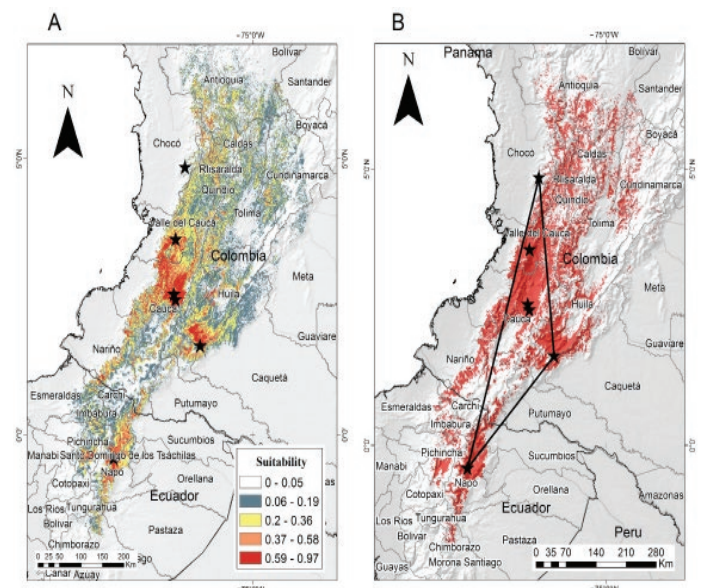 A
-75°0'W
N
5°0'N
0°0'
Bolivar
Antioquia
Santander
Boyacá
Chocó
Caldas
RIisaralda
Cundinamarca
Quindio
Tolima
Valle del Cauca
Colombia
Meta
Huila
Cauca
Guaviare
Nariño
Caquetá
Esmeraldas
Carchi
Putumayo
Imbabura
Pichincha
Sucumbios
Manabi
Santo Domingo de los Tsáchilas
Napo
Orellana
Cotopaxi
Ecuador
Los Rios
Tungurahua
Bolivar
Pastaza
Chimborazo
Azuay
Suitability
0 - 0.05
0.06 - 0.19
0.2 - 0.36
0.37 - 0.58
0.59 - 0.97
0 25 50 100 150 200
Km
B
-75°0'W
Panama
N
5°0'N
0°0'
Bolivar
Antioquia
Santander
Boyacá
Chocó
Caldas
RIisaralda
Cundinamarca
Quindio
Tolima
Valle del Cauca
Colombia
Meta
Huila
Cauca
Guaviare
Nariño
Caquetá
Esmeraldas
Carchi
Putumayo
Imbabura
Pichincha
Sucumbios
Manabi
Napo
Orellana
Cotopaxi
Amazonas
Ecuador
Los Rios
Tungurahua
Bolivar
Pastaza
Peru
Chimborazo
Morona Santiago
Guayas
0 35 70 140 210 280
Km